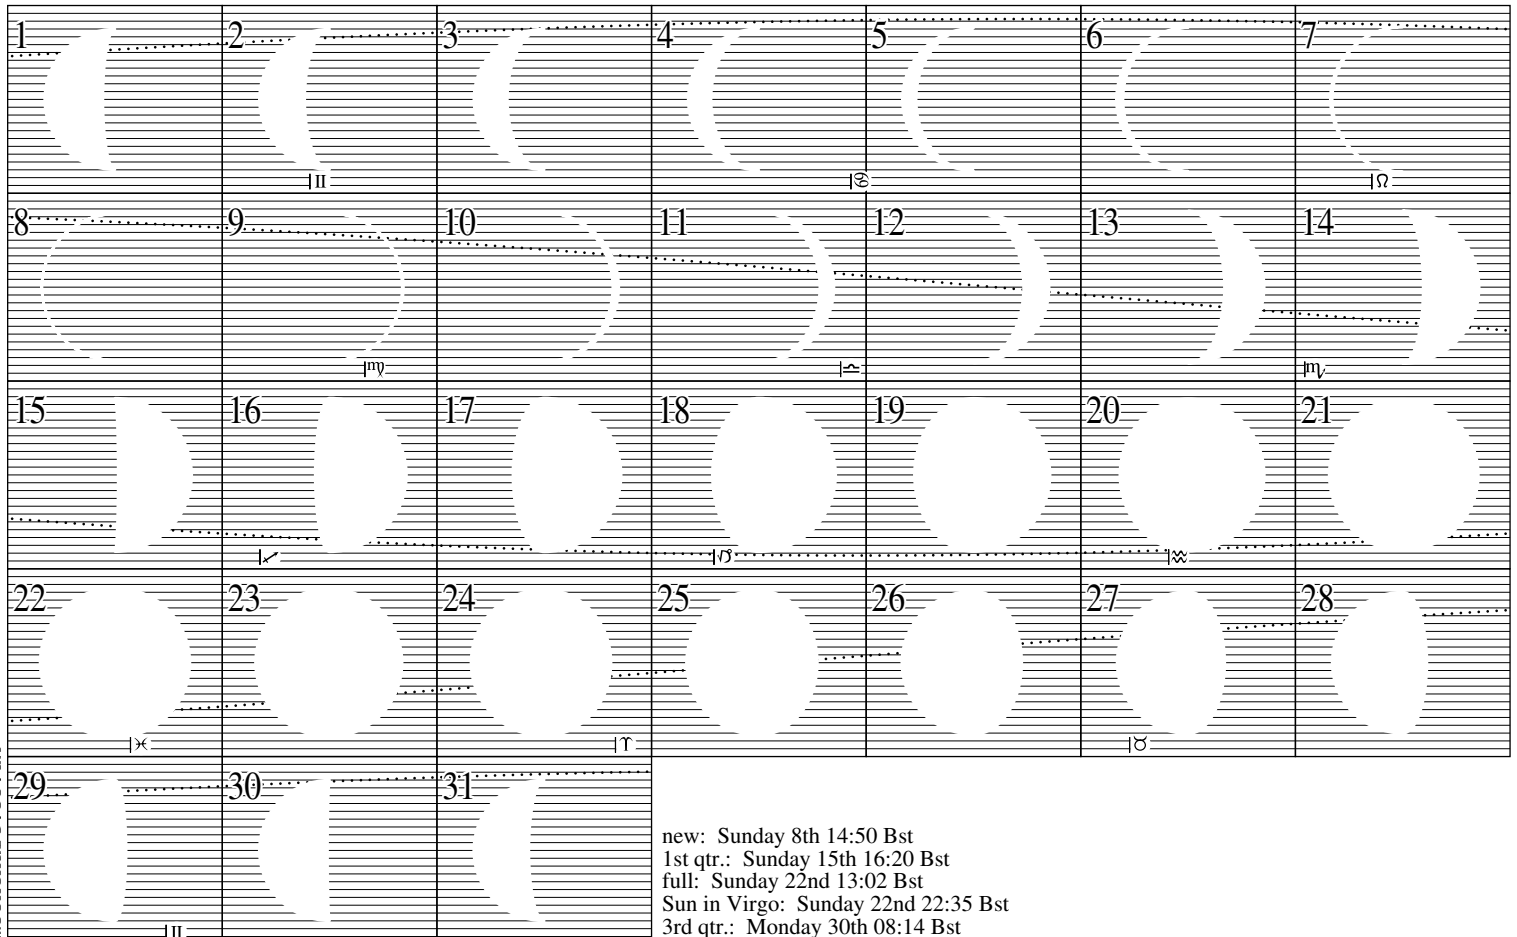 1 2 3 4 5 6 7
♊ ♋ ♌
8 9 10 11 12 13 14
♍ ♎ ♏
15 16 17 18 19 20 21
♐ ♑ ♒
22 23 24 25 26 27 28
♓ ♈ ♉
29 30 31
♊
new: Sunday 8th 14:50 Bst
1st qtr.: Sunday 15th 16:20 Bst
full: Sunday 22nd 13:02 Bst
Sun in Virgo: Sunday 22nd 22:35 Bst
3rd qtr.: Monday 30th 08:14 Bst